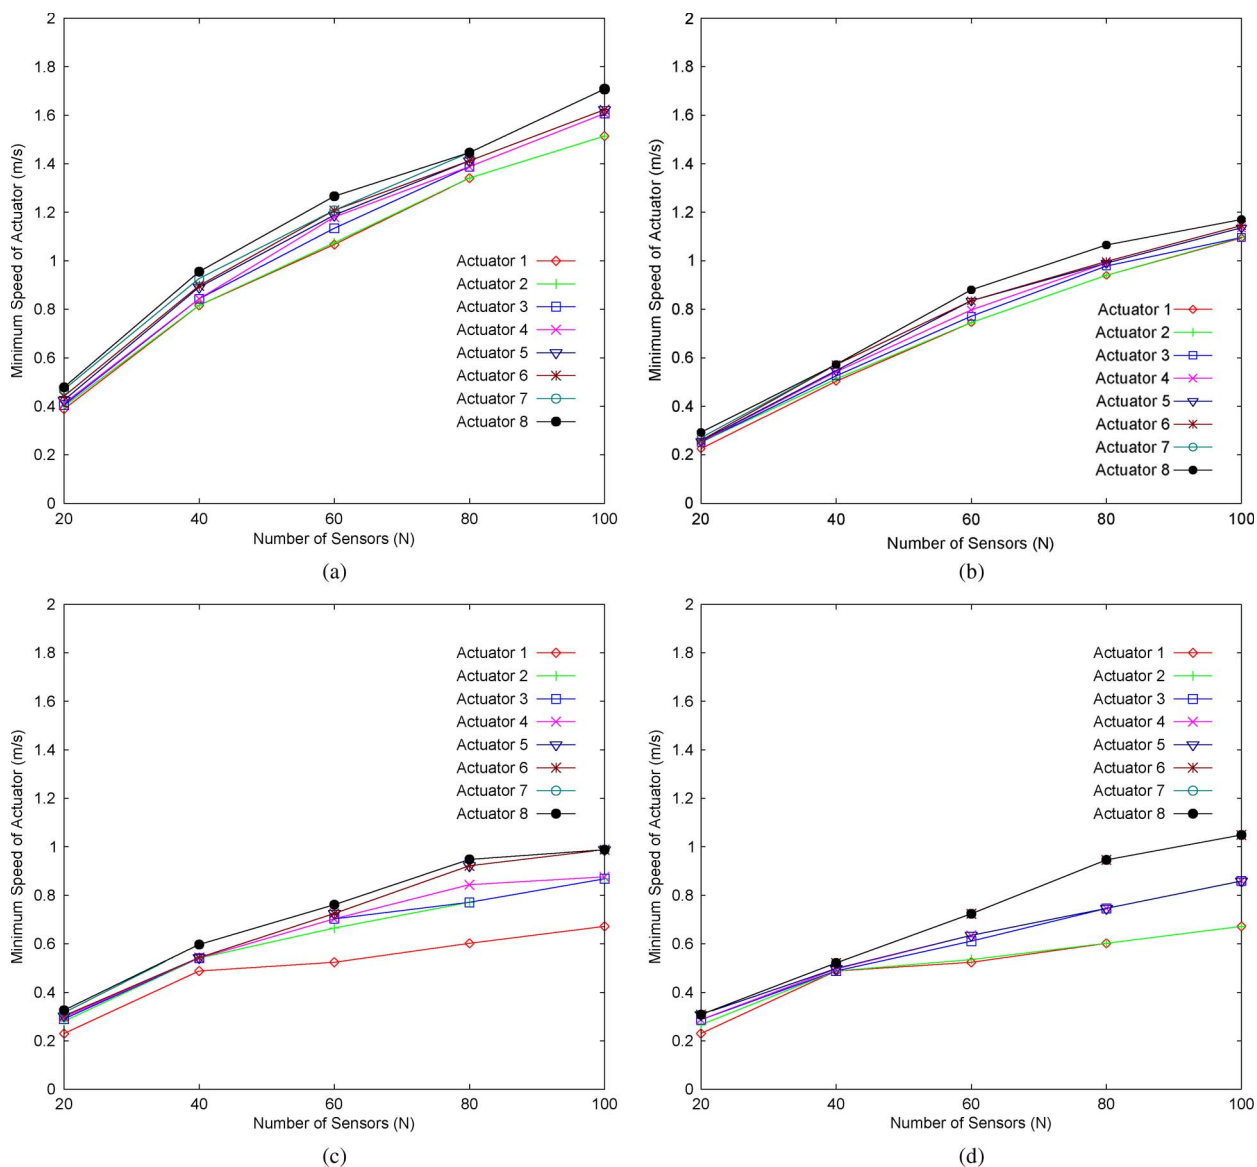 2
1.8
1.6
1.4
1.2
1
0.8
0.6
0.4
0.2
0
20 40 60 80 100
Minimum Speed of Actuator (m/s)
Number of Sensors (N)
Actuator 1
Actuator 2
Actuator 3
Actuator 4
Actuator 5
Actuator 6
Actuator 7
Actuator 8
(a)
2
1.8
1.6
1.4
1.2
1
0.8
0.6
0.4
0.2
0
20 40 60 80 100
Minimum Speed of Actuator (m/s)
Number of Sensors (N)
Actuator 1
Actuator 2
Actuator 3
Actuator 4
Actuator 5
Actuator 6
Actuator 7
Actuator 8
(b)
2
1.8
1.6
1.4
1.2
1
0.8
0.6
0.4
0.2
0
20 40 60 80 100
Minimum Speed of Actuator (m/s)
Number of Sensors (N)
Actuator 1
Actuator 2
Actuator 3
Actuator 4
Actuator 5
Actuator 6
Actuator 7
Actuator 8
(c)
2
1.8
1.6
1.4
1.2
1
0.8
0.6
0.4
0.2
0
20 40 60 80 100
Minimum Speed of Actuator (m/s)
Number of Sensors (N)
Actuator 1
Actuator 2
Actuator 3
Actuator 4
Actuator 5
Actuator 6
Actuator 7
Actuator 8
(d)